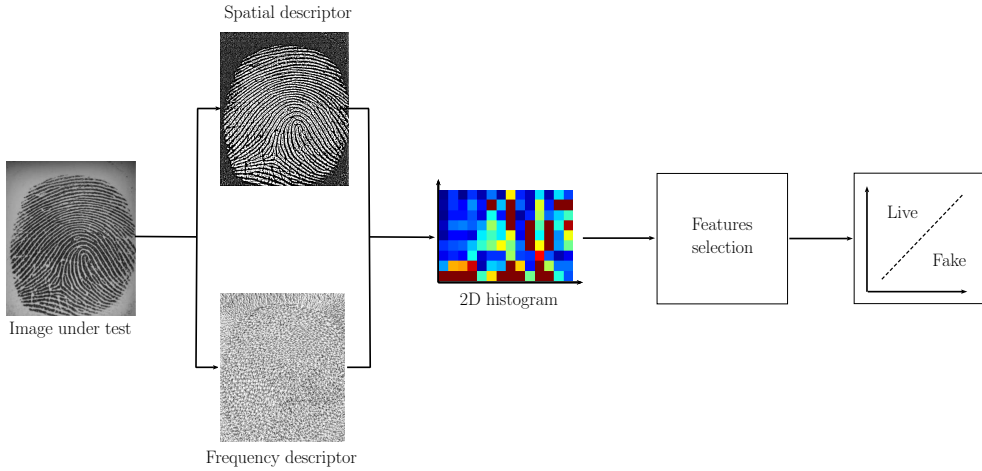 Spatial descriptor
Image under test
Frequency descriptor
2D histogram
Features
selection
Live
Fake